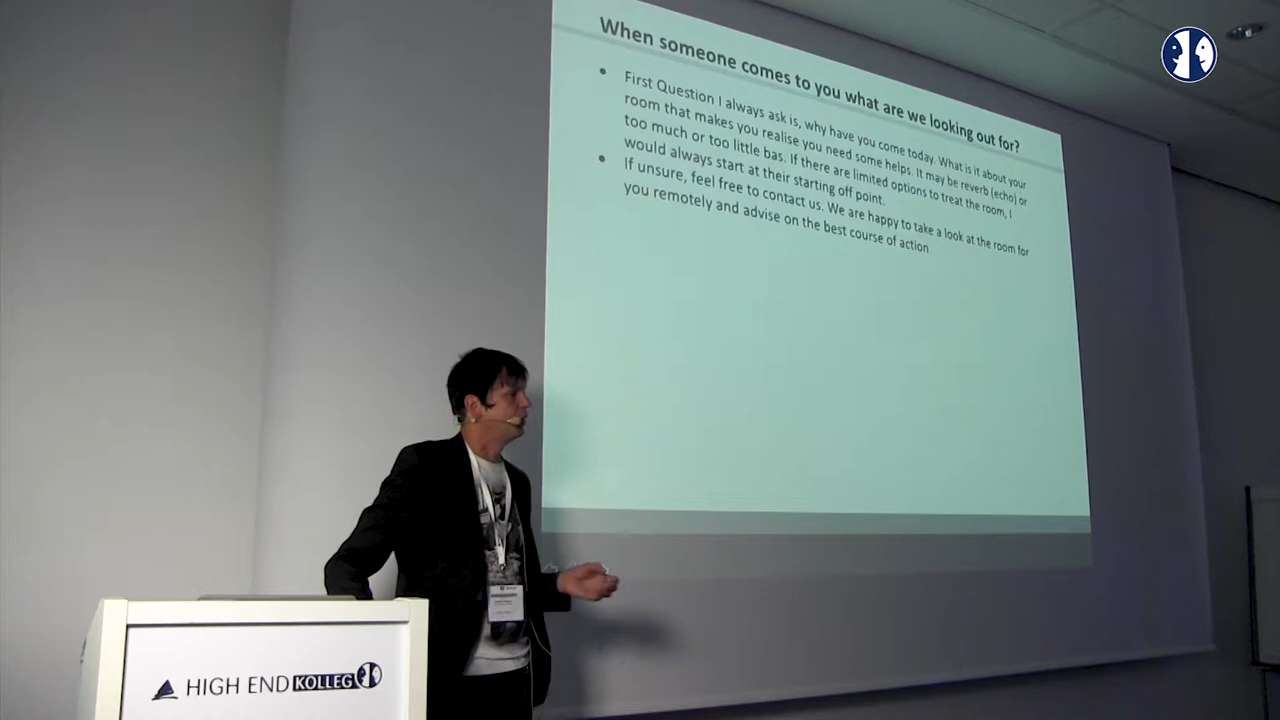 When someone comes to you what are we looking out for?
• First Question I always ask is, why have you come today. What is it about your
room that makes you realise you need some helps. It may be reverb (echo) or
too much or too little bas. If there are limited options to treat the room, I
would always start at their starting off point.
• If unsure, feel free to contact us. We are happy to take a look at the room for
you remotely and advise on the best course of action
HIGH END KOLLEG